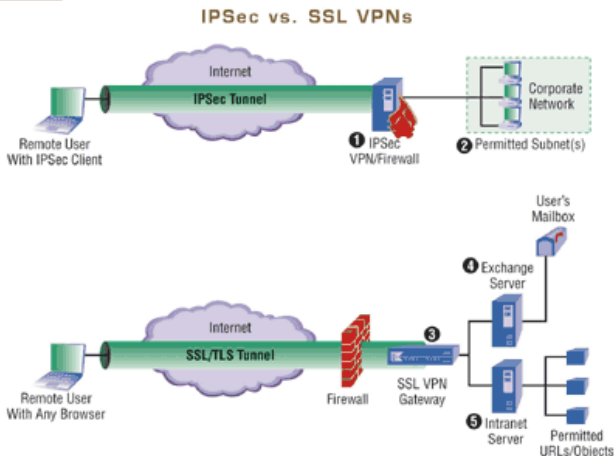 IPSec vs. SSL VPNs
Internet
IPSec Tunnel
Remote User
With IPSec Client
1 IPSec
VPN/Firewall
Corporate
Network
2 Permitted Subnet(s)
User's
Mailbox
4 Exchange
Server
Internet
SSL/TLS Tunnel
3
Remote User
With Any Browser
Firewall
SSL VPN
Gateway
5 Intranet
Server
Permitted
URLs/Objects